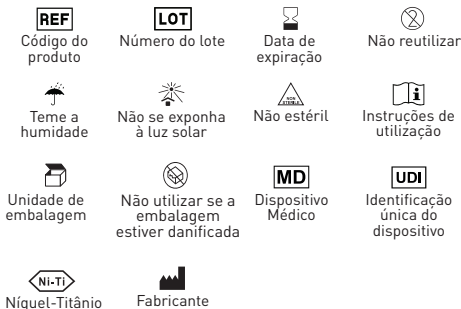 REF
LOT
Código do
produto
Número do lote
Data de
expiração
Não reutilizar
2
Teme a
humidade
Não se exponha
à luz solar
NON
STERILE
Não estéril
i
Instruções de
utilização
Unidade de
embalagem
Não utilizar se a
embalagem
estiver danificada
MD
Dispositivo
Médico
UDI
Identificação
única do
dispositivo
Ni-Ti
Níquel-Titânio
Fabricante